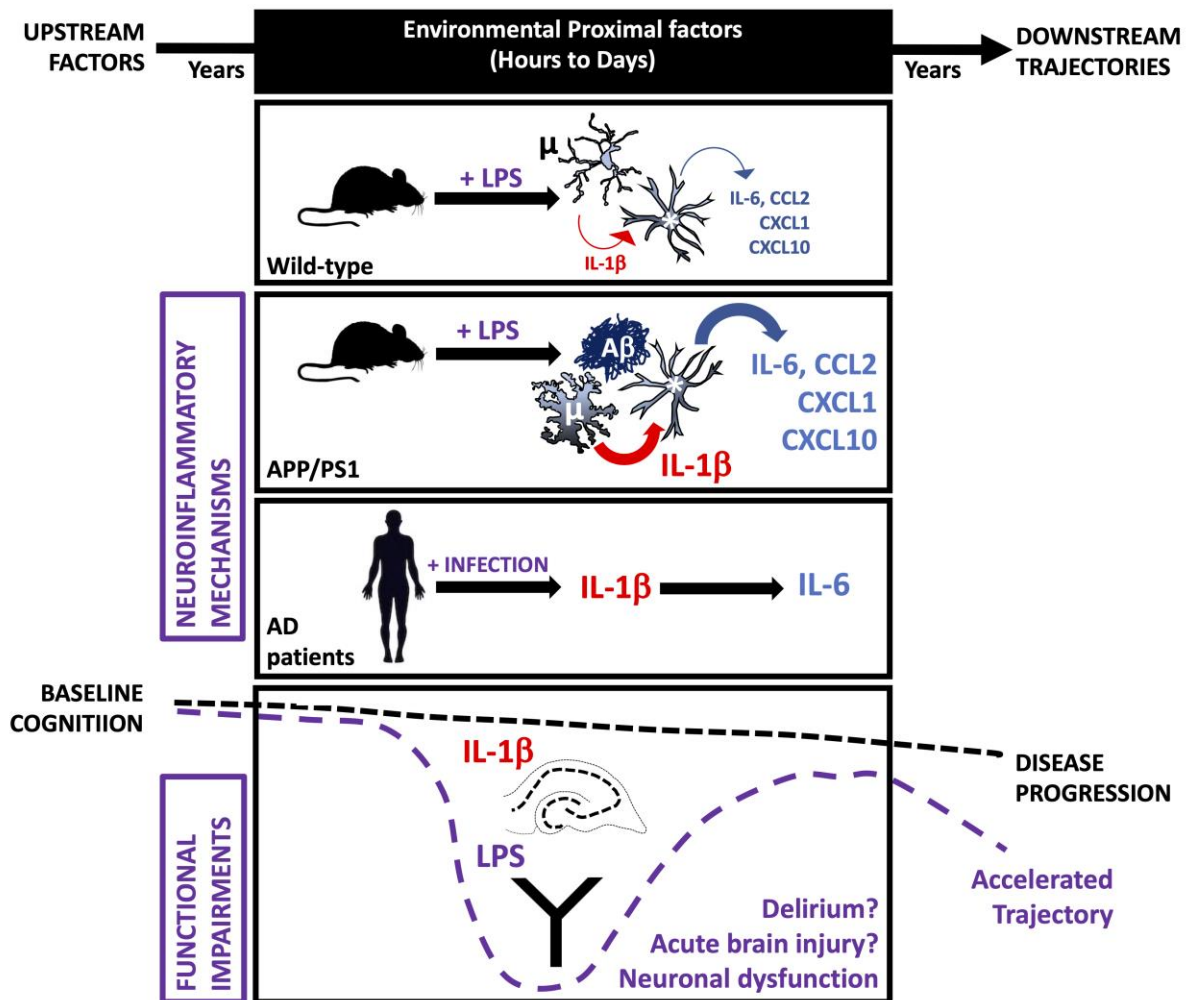 UPSTREAM
FACTORS
Years
Environmental Proximal factors
(Hours to Days)
Years
DOWNSTREAM
TRAJECTORIES
μ
+ LPS
*
IL-6, CCL2
CXCL1
CXCL10
IL-1β
Wild-type
NEUROINFLAMMATORY
MECHANISMS
+ LPS
Aβ
μ
*
IL-6, CCL2
CXCL1
CXCL10
IL-1β
APP/PS1
+ INFECTION
IL-1β
IL-6
AD
patients
BASELINE
COGNITIION
IL-1β
DISEASE
PROGRESSION
FUNCTIONAL
IMPAIRMENTS
LPS
Delirium?
Acute brain injury?
Neuronal dysfunction
Accelerated
Trajectory